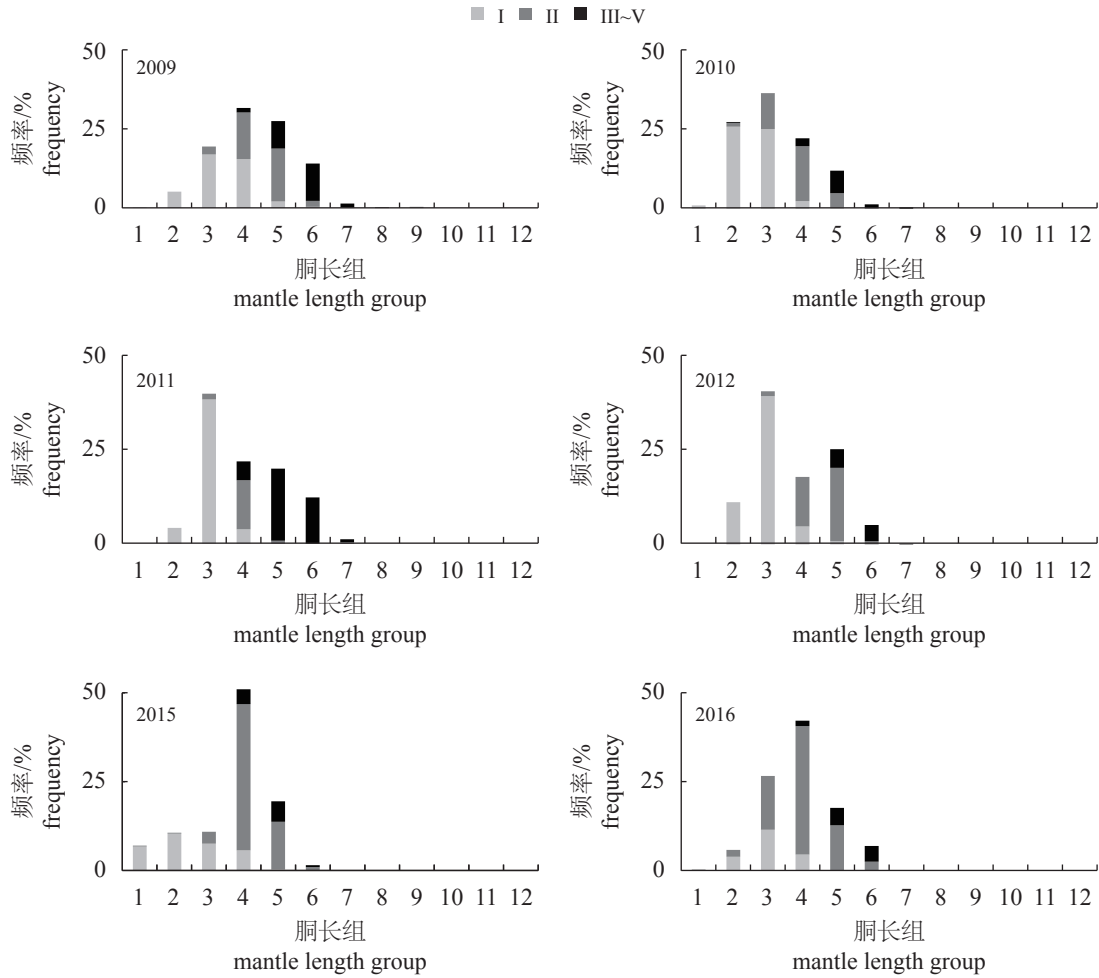 I II III~V
50
25
0
频率/%
frequency
2009
1 2 3 4 5 6 7 8 9 10 11 12
胴长组
mantle length group
50
25
0
频率/%
frequency
2010
1 2 3 4 5 6 7 8 9 10 11 12
胴长组
mantle length group
50
25
0
频率/%
frequency
2011
1 2 3 4 5 6 7 8 9 10 11 12
胴长组
mantle length group
50
25
0
频率/%
frequency
2012
1 2 3 4 5 6 7 8 9 10 11 12
胴长组
mantle length group
50
25
0
频率/%
frequency
2015
1 2 3 4 5 6 7 8 9 10 11 12
胴长组
mantle length group
50
25
0
频率/%
frequency
2016
1 2 3 4 5 6 7 8 9 10 11 12
胴长组
mantle length group